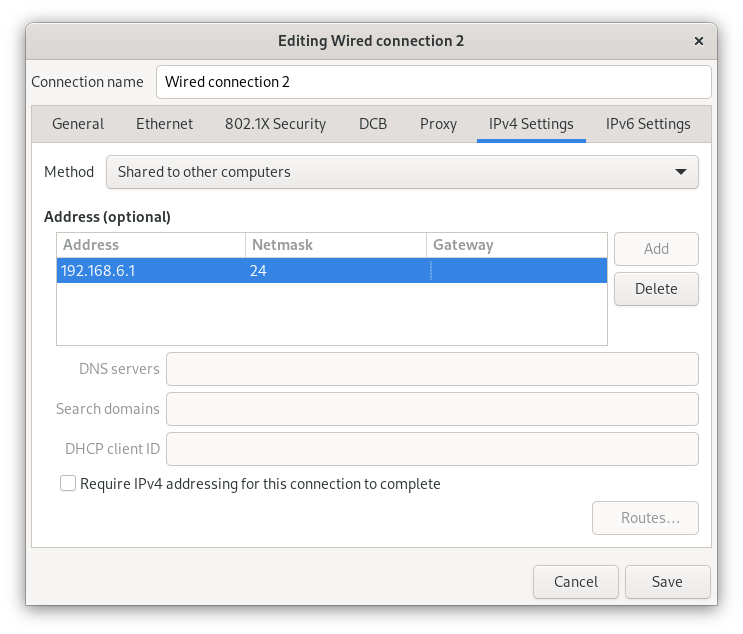 Editing Wired connection 2
Connection name Wired connection 2
General Ethernet 802.1X Security DCB Proxy IPv4 Settings IPv6 Settings
Method Shared to other computers
Address (optional)
Address Netmask Gateway
Add
192.168.6.1 24
Delete
DNS servers
Search domains
DHCP client ID
Require IPv4 addressing for this connection to complete
Routes…
Cancel Save